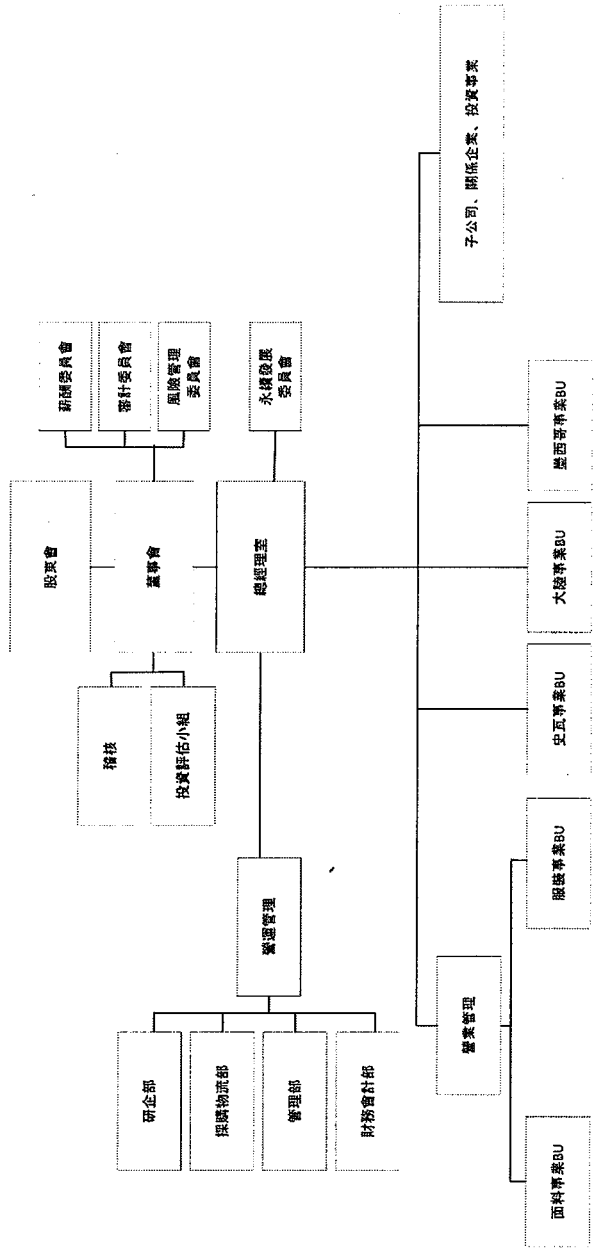 股東會
董事會
薪酬委員會
審計委員會
風險管理
委員會
稽核
投資評估小組
總經理室
永續發展
委員會
營運管理
研企部
採購物流部
管理部
財務會計部
營業管理
面料事業BU
服裝事業BU
史瓦事業BU
大陸事業BU
墨西哥事業BU
子公司、關係企業、投資事業